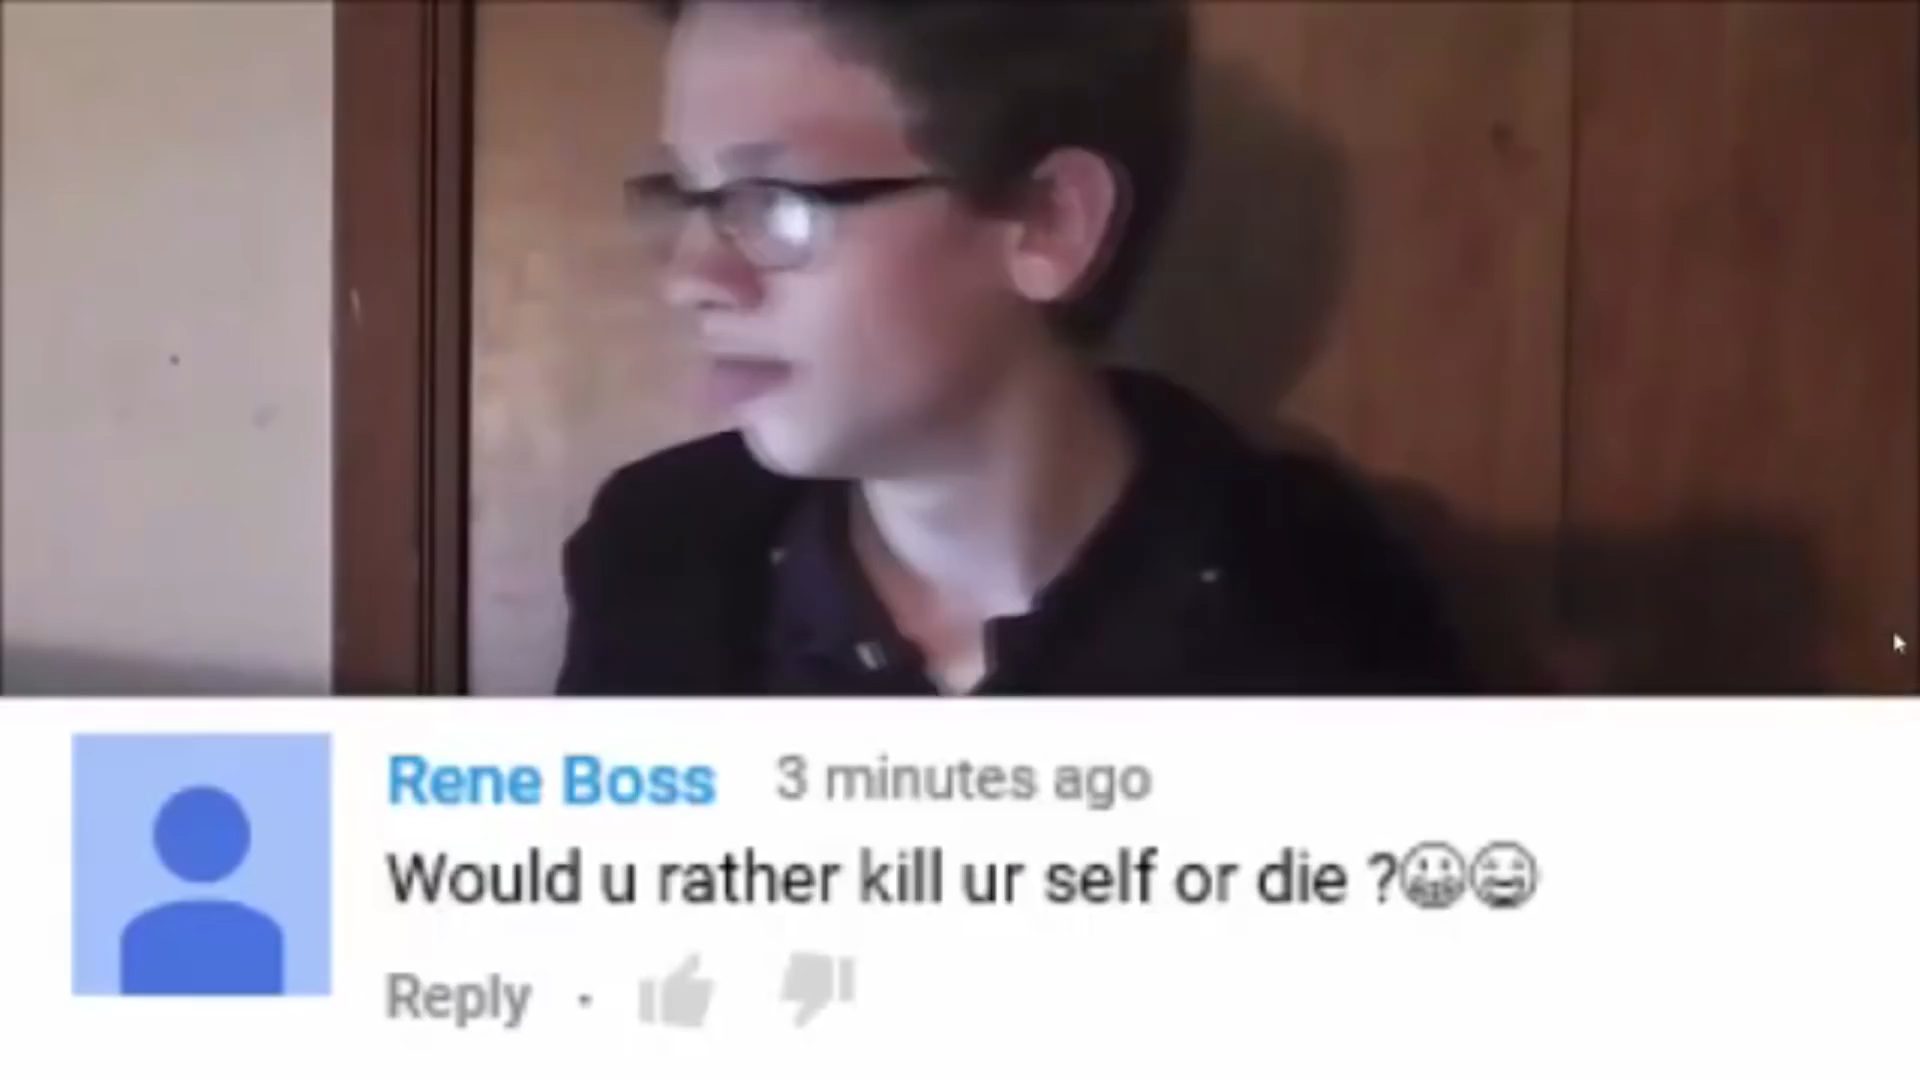 Rene Boss 3 minutes ago
Would u rather kill ur self or die ?😀😄
Reply ·